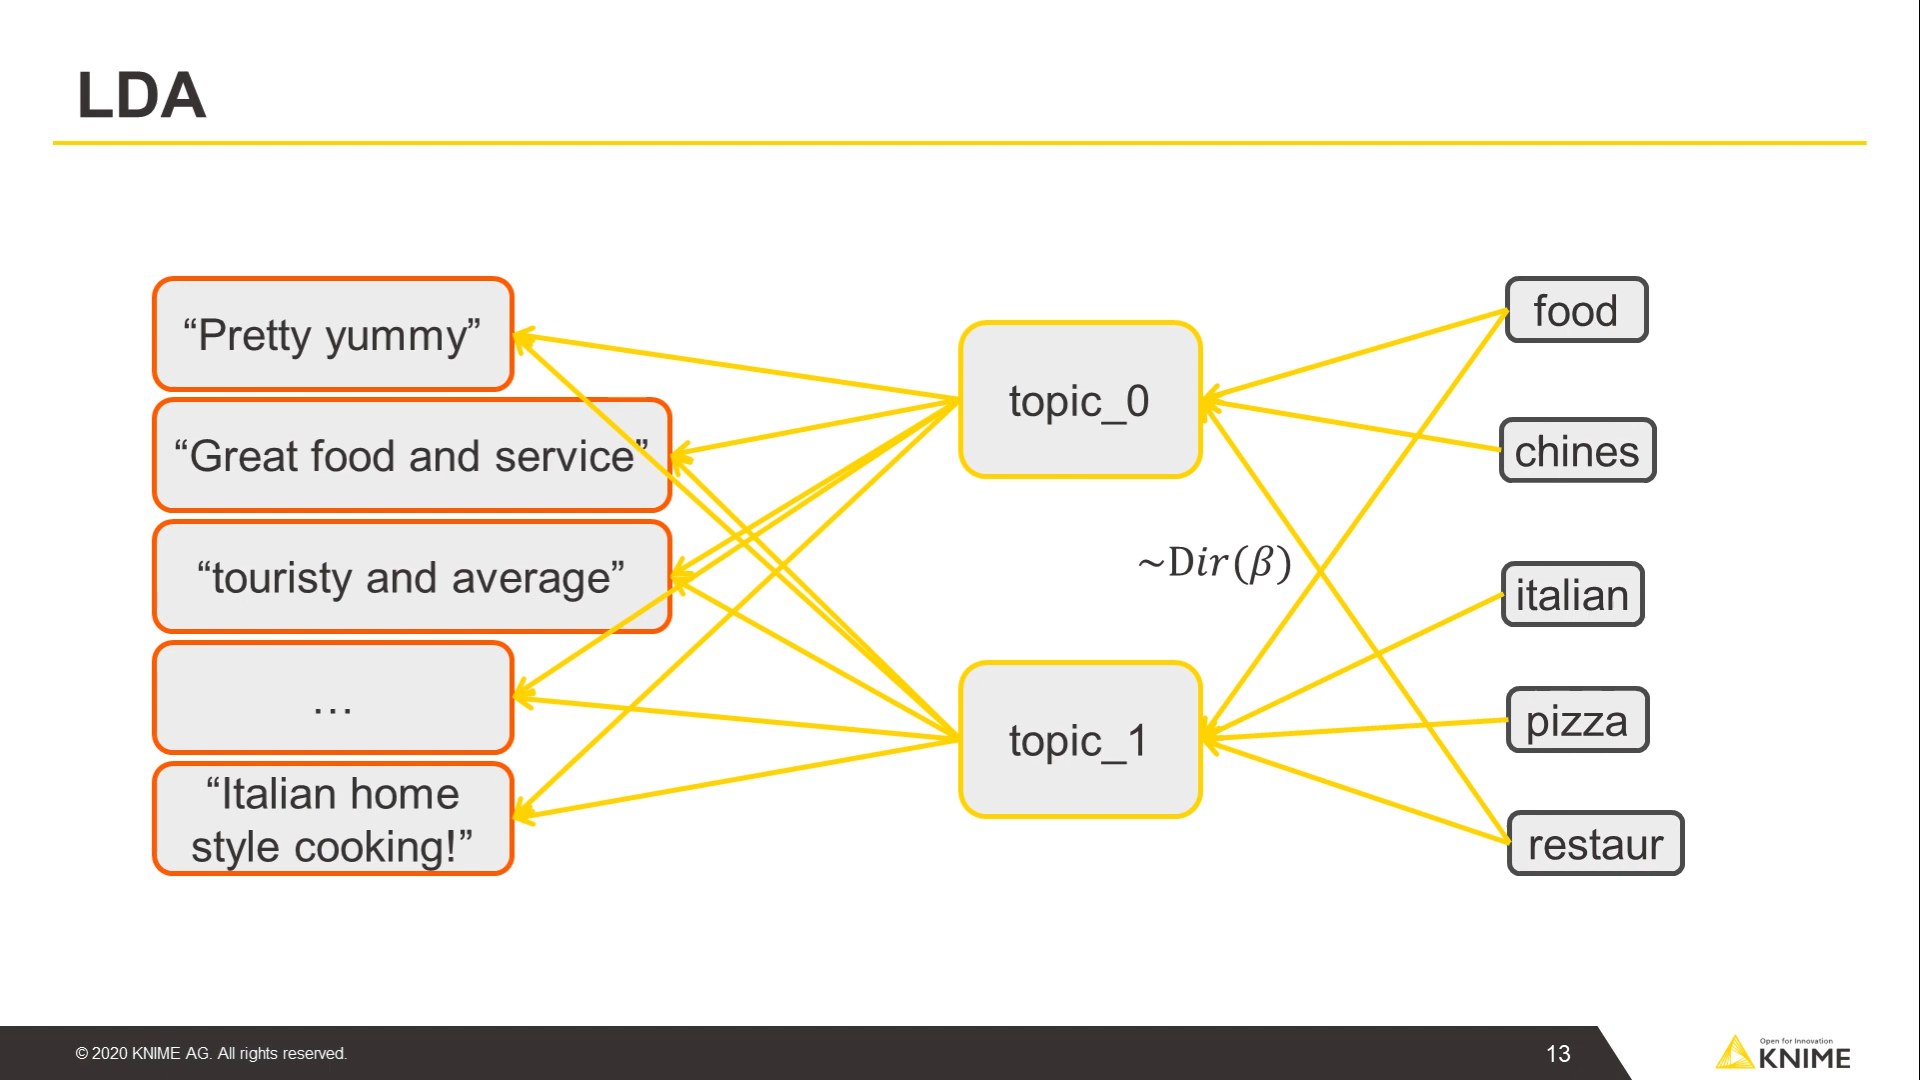 LDA
“Pretty yummy”
“Great food and service”
“touristy and average”
…
“Italian home
style cooking!”
topic_0
~Dir(β)
topic_1
food
chines
italian
pizza
restaur
© 2020 KNIME AG. All rights reserved.
13
Open for Innovation
KNIME